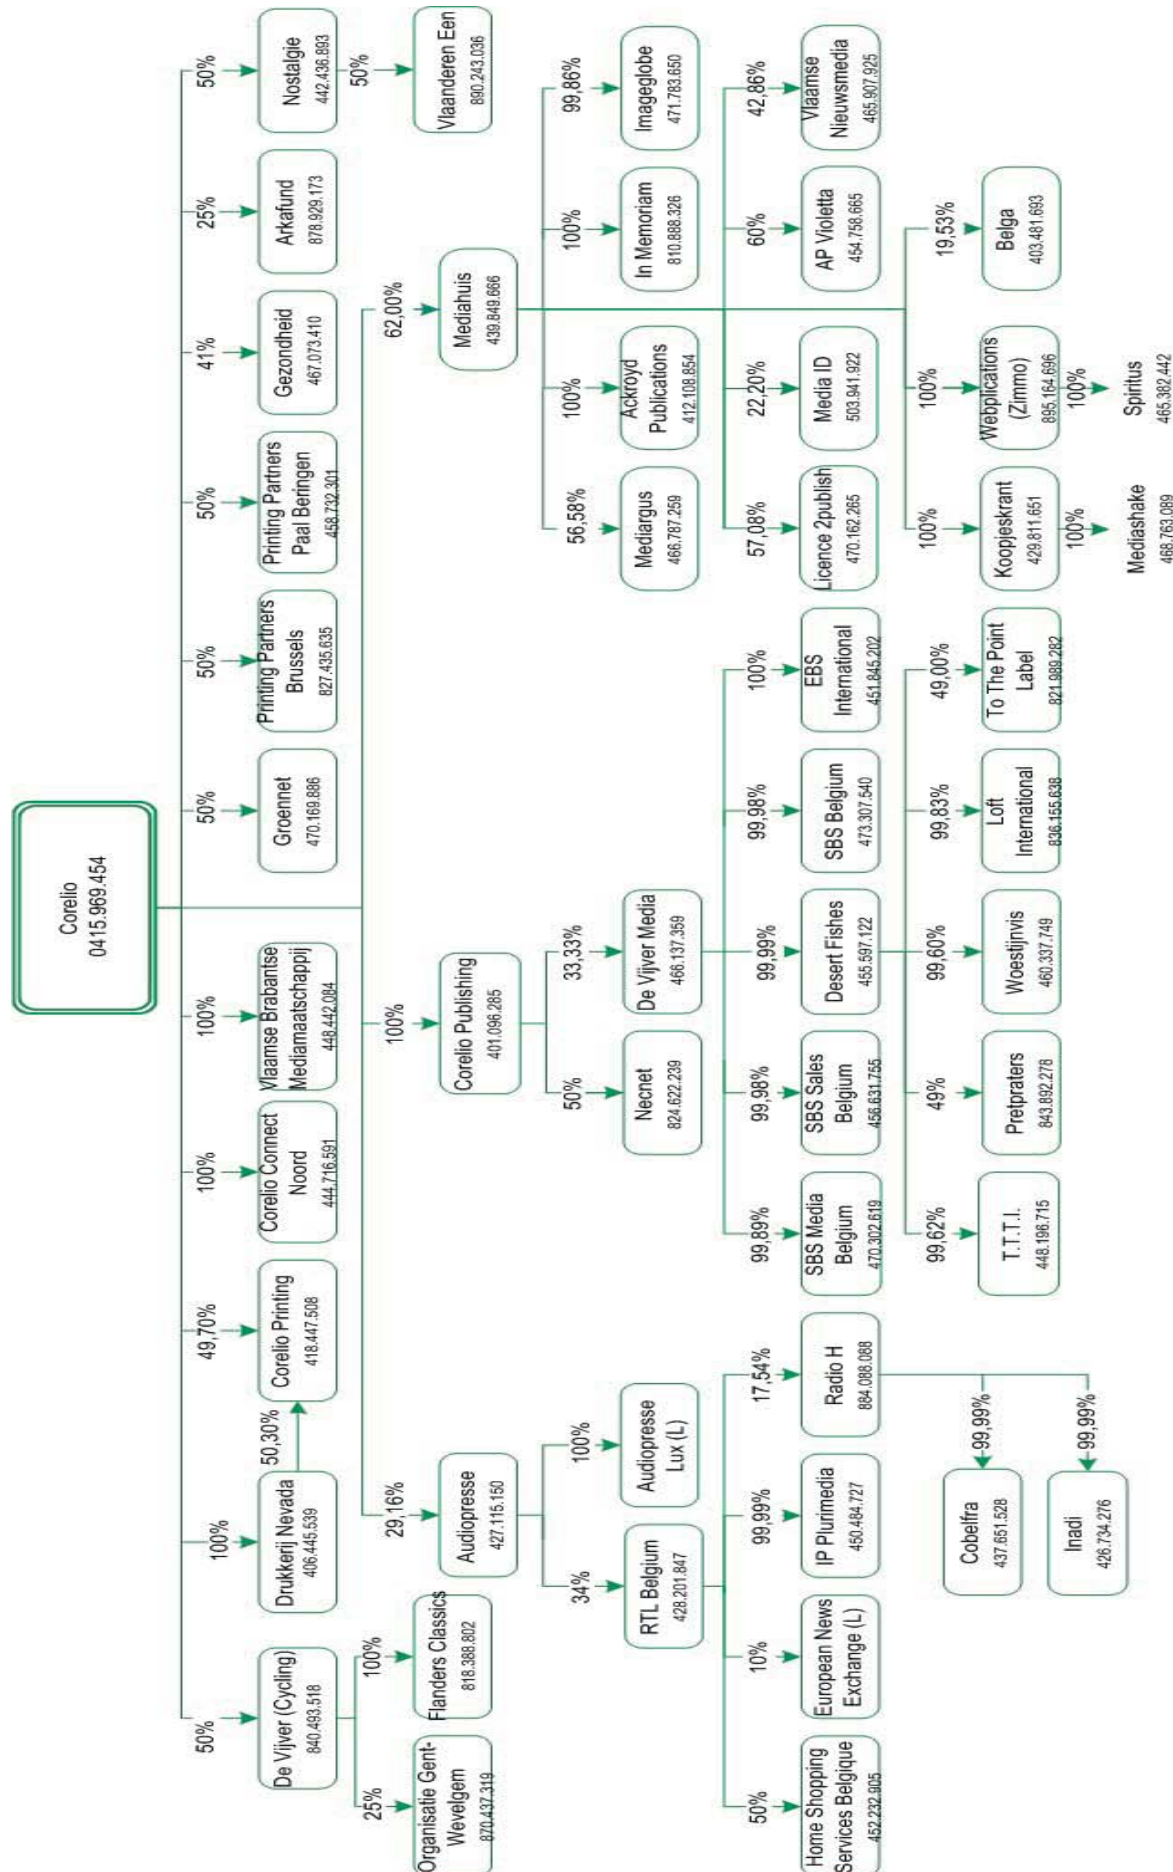 Corelio
0415.969.454
50%
100%
49,70%
100%
100%
50%
50%
50%
41%
25%
50%
De Vijver (Cycling)
840.493.518
Drukkerij Nevada
406.445.539
50,30%
Corelio Printing
418.447.508
Corelio Connect
Noord
444.716.591
Vlaamse Brabantse
Mediamaatschappij
448.442.084
Groennet
470.169.886
Printing Partners
Brussels
827.435.635
Printing Partners
Paal Beringen
458.732.301
Gezondheid
467.073.410
Arkafund
878.929.173
Nostalgie
442.436.893
25%
100%
29,16%
100%
62,00%
50%
Organisatie Gent-
Wevelgem
870.437.319
Flanders Classics
818.388.802
Audiopresse
427.115.150
Corelio Publishing
401.096.285
Mediahuis
439.849.666
Vlaanderen Een
890.243.036
34%
100%
50%
33,33%
56,58%
100%
100%
99,86%
RTL Belgium
428.201.847
Audiopresse
Lux (L)
Necnet
824.622.239
De Vijver Media
466.137.359
Mediargus
466.787.259
Ackroyd
Publications
412.108.854
In Memoriam
810.888.326
Imageglobe
471.783.650
50%
10%
99,99%
17,54%
99,89%
99,98%
99,99%
99,98%
100%
57,08%
22,20%
60%
42,86%
Home Shopping
Services Belgique
452.232.905
European News
Exchange (L)
IP Plurimedia
450.484.727
Radio H
884.088.088
SBS Media
Belgium
470.302.619
SBS Sales
Belgium
456.631.755
Desert Fishes
455.597.122
SBS Belgium
473.307.540
EBS
International
451.845.202
Licence 2publish
470.162.265
Media ID
503.941.922
AP Violetta
454.758.665
Vlaamse
Nieuwsmedia
465.907.925
99,62%
49%
99,60%
99,83%
49,00%
100%
100%
19,53%
Cobelfra
437.651.528
99,99%
T.T.T.I.
448.196.715
Pretpraters
843.892.278
Woestijnvis
460.337.749
Loft
International
836.155.638
To The Point
Label
821.989.282
Koopjeskrant
429.811.651
Webplications
(Zimmo)
895.164.696
Belga
403.481.693
Inadi
426.734.276
99,99%
100%
100%
Mediashake
468.763.089
Spiritus
465.382.442